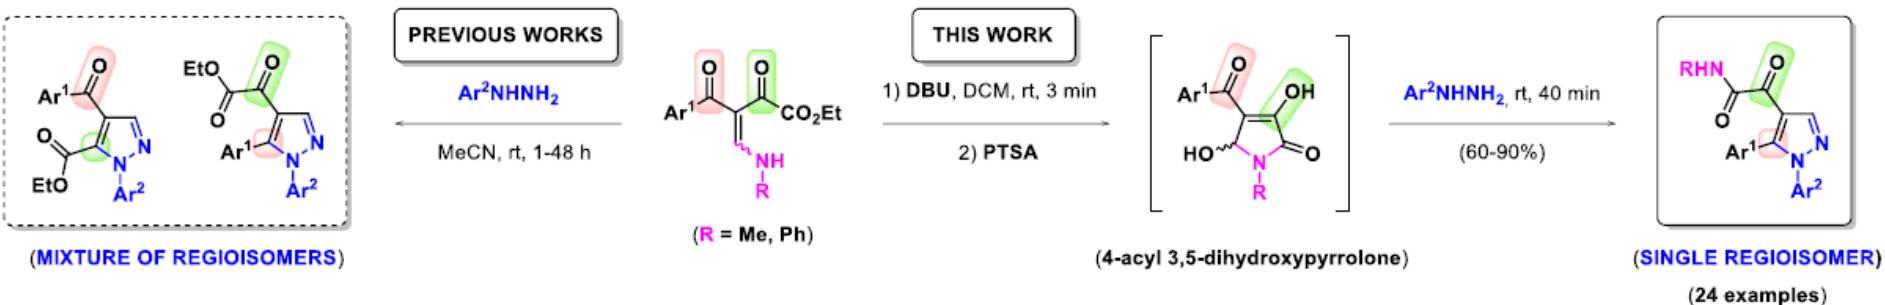 PREVIOUS WORKS
THIS WORK
EtO
O
O
Ar¹
O
O
EtO
N
N
Ar²
O
Ar¹
N
N
Ar²
Ar²NHNH₂
MeCN, rt, 1-48 h
O
O
Ar¹
CO₂Et
NH
R
(R = Me, Ph)
1) DBU, DCM, rt, 3 min
2) PTSA
O
Ar¹
OH
HO
N
O
R
(4-acyl 3,5-dihydroxypyrrolone)
Ar²NHNH₂, rt, 40 min
(60-90%)
RHN
O
O
Ar¹
N
N
Ar²
(MIXTURE OF REGIOISOMERS)
(SINGLE REGIOISOMER)
(24 examples)